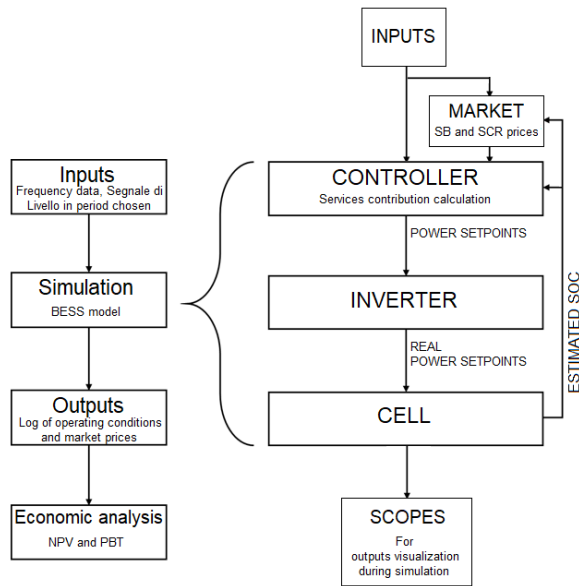 INPUTS
MARKET
SB and SCR prices
Inputs
Frequency data, Segnale di
Livello in period chosen
CONTROLLER
Services contribution calculation
POWER SETPOINTS
Simulation
BESS model
INVERTER
REAL
POWER SETPOINTS
ESTIMATED SOC
Outputs
Log of operating conditions
and market prices
CELL
Economic analysis
NPV and PBT
SCOPES
For
outputs visualization
during simulation